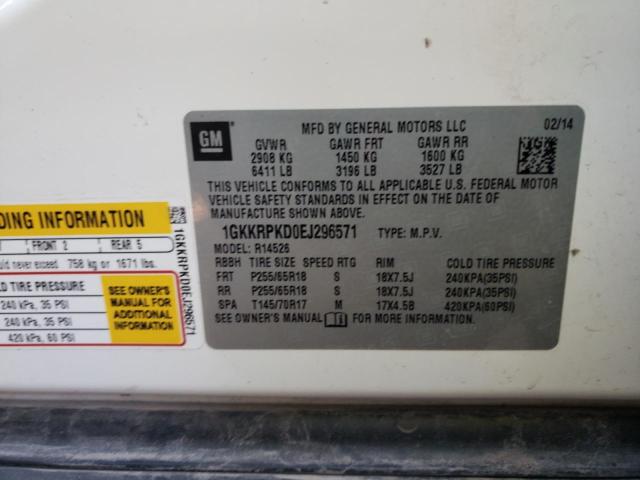 GM
MFD BY GENERAL MOTORS LLC 02/14
GVWR GAWR FRT GAWR RR
2908 KG 1450 KG 1600 KG
6411 LB 3196 LB 3527 LB
THIS VEHICLE CONFORMS TO ALL APPLICABLE U.S. FEDERAL MOTOR
VEHICLE SAFETY STANDARDS IN EFFECT ON THE DATE OF
MANUFACTURE SHOWN ABOVE.
1GKKRPKD0EJ296571 TYPE: M.P.V.
MODEL: R14526
RBBH TIRE SIZE SPEED RTG RIM COLD TIRE PRESSURE
FRT P255/65R18 S 18X7.5J 240KPA(35PSI)
RR P255/65R18 S 18X7.5J 240KPA(35PSI)
SPA T145/70R17 M 17X4.5B 420KPA(60PSI)
SEE OWNER'S MANUAL FOR MORE INFORMATION.
DING INFORMATION
FRONT 2 REAR 5
uld never exceed 758 kg or 1671 lbs.
LD TIRE PRESSURE
240 kPa, 35 PSI
240 kPa, 35 PSI
420 kPa, 60 PSI
SEE OWNER'S
MANUAL FOR
ADDITIONAL
INFORMATION
1GKKRPKD0EJ296571